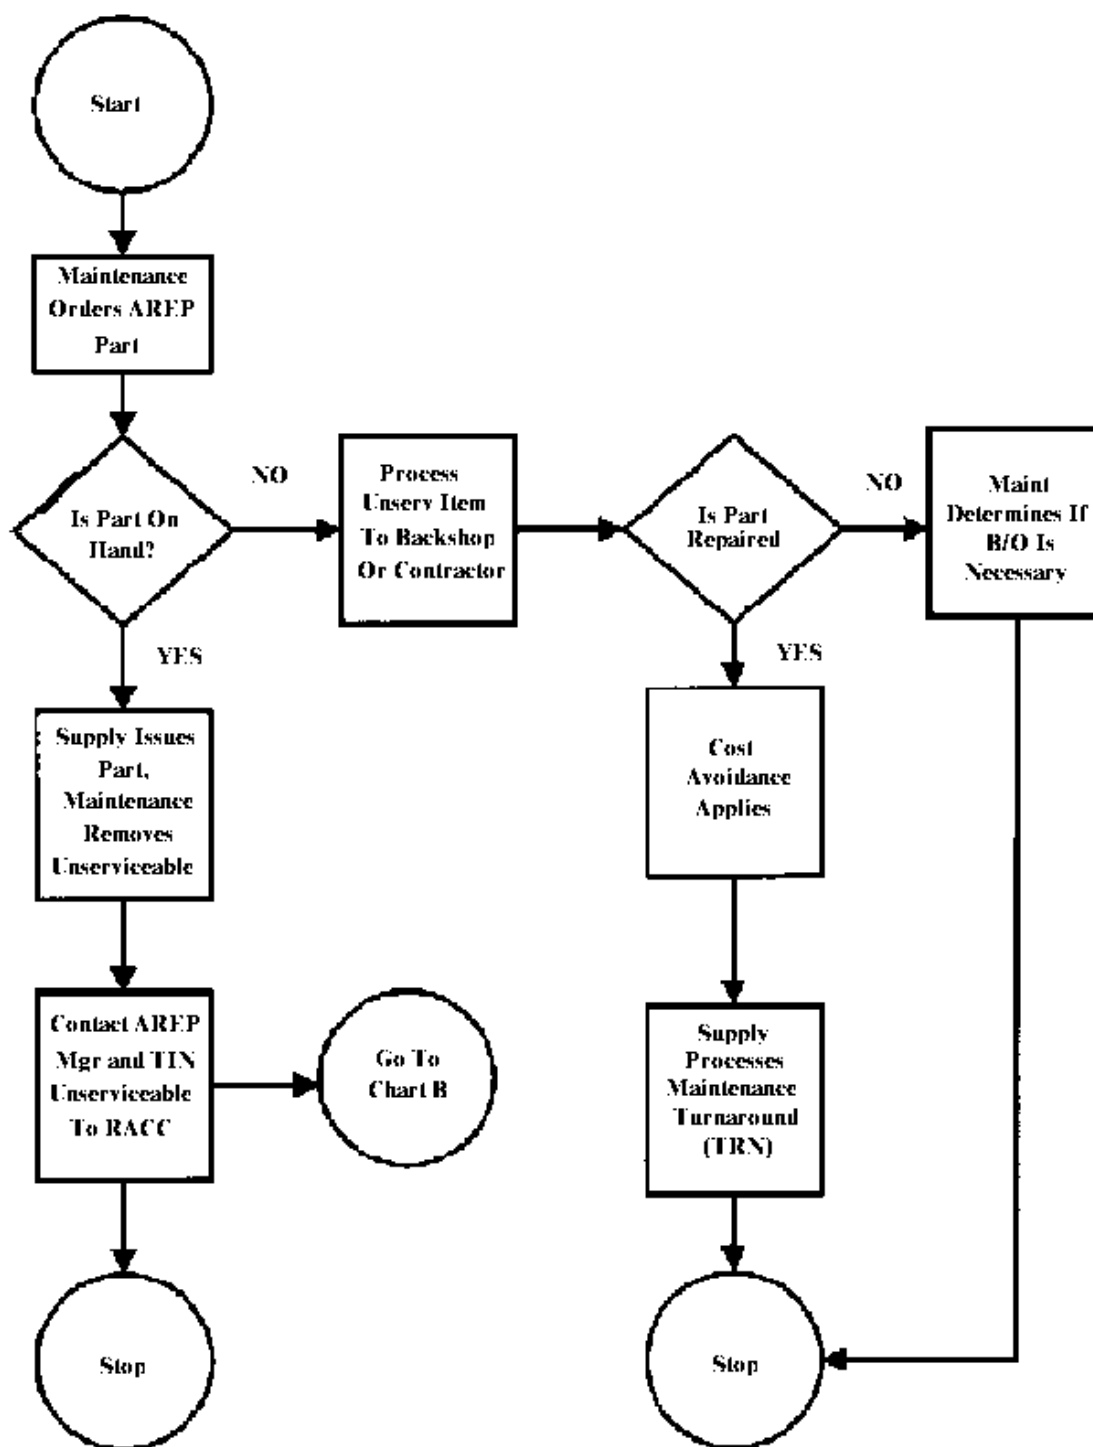 Start
Maintenance
Orders AREP
Part
Is Part On
Hand?
NO
Process
Unserv Item
To Backshop
Or Contractor
Is Part
Repaired
NO
Maint
Determines If
B/O Is
Necessary
YES
Supply Issues
Part,
Maintenance
Removes
Unserviceable
YES
Cost
Avoidance
Applies
Contact AREP
Mgr and TIN
Unserviceable
To RACC
Go To
Chart B
Supply
Processes
Maintenance
Turnaround
(TRN)
Stop
Stop